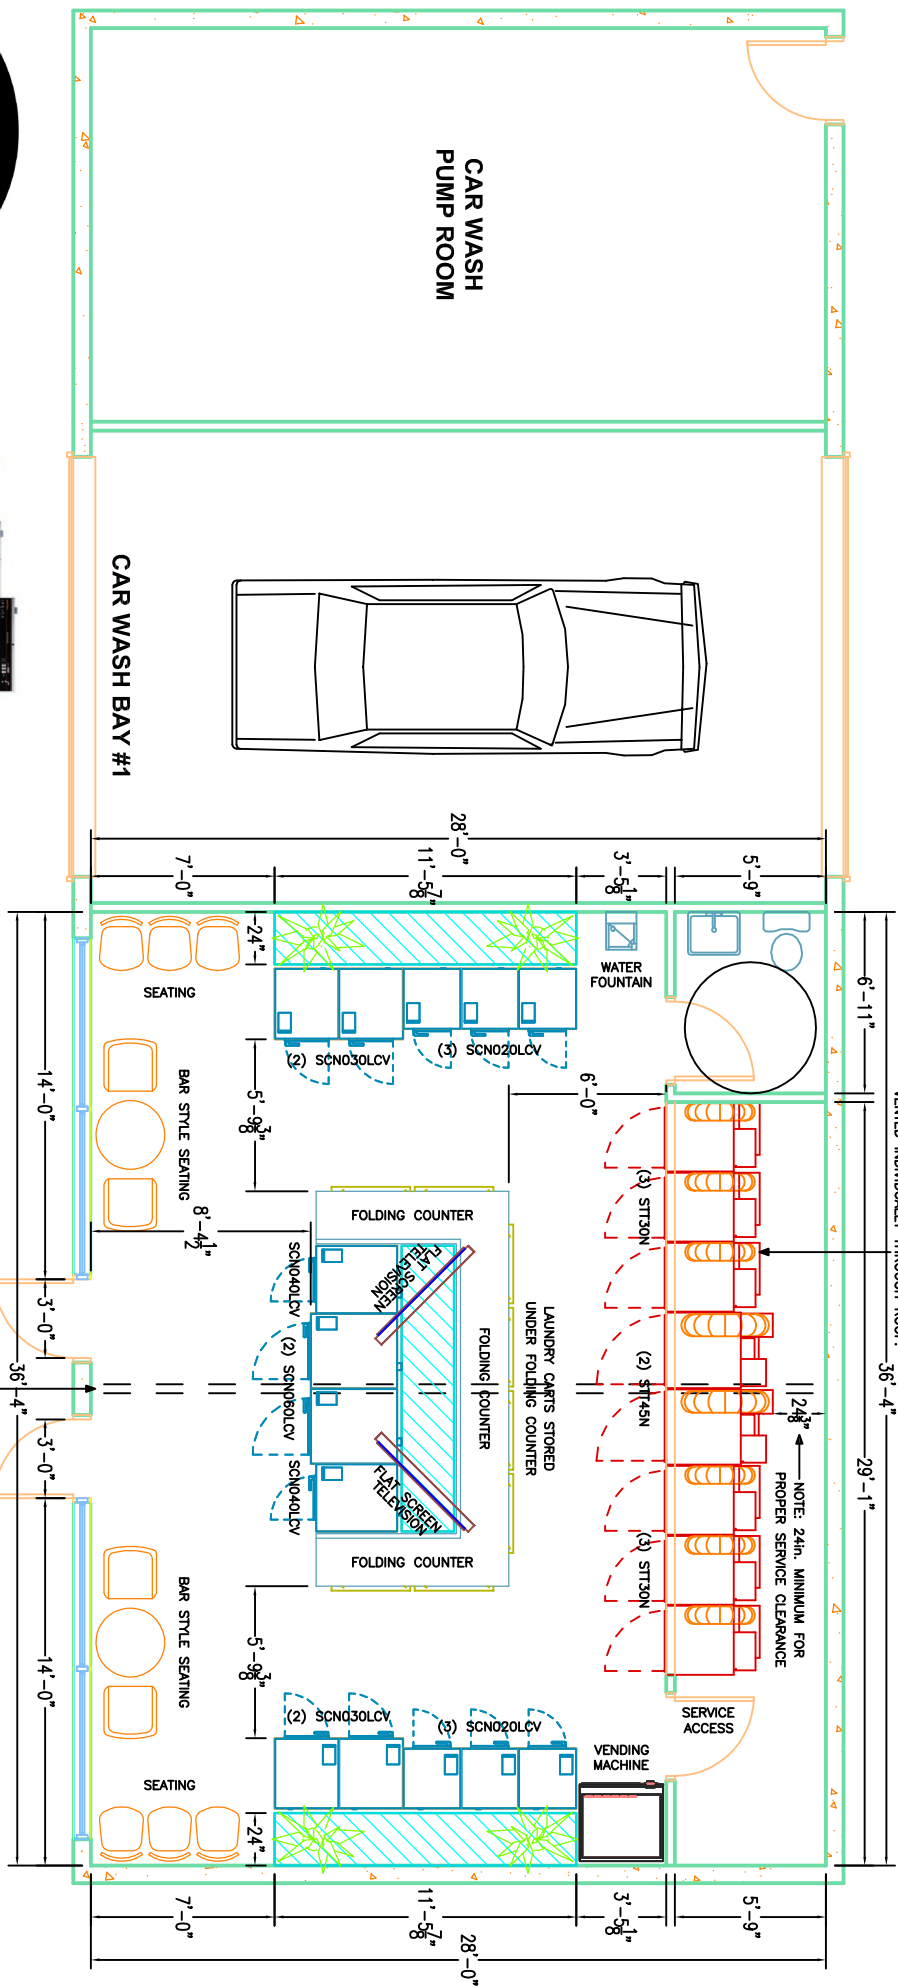 CAR WASH
PUMP ROOM
CAR WASH BAY #1
28'-0"
7'-0"
11'-5 7/8"
3'-5 1/8"
5'-9"
24"
SEATING
WATER
FOUNTAIN
6'-11"
36'-4"
(2) SCN030LCV
(3) SCN020LCV
14'-0"
BAR STYLE SEATING
5'-9 3/8"
6'-0"
8'-4 1/2"
(3) STT30N
FOLDING COUNTER
SCN040LCV
FLAT SCREEN
TELEVISION
(2) SCN060LCV
FOLDING COUNTER
LAUNDRY CARTS STORED
UNDER FOLDING COUNTER
(2) STT45N
24 3/8"
NOTE: 24in. MINIMUM FOR
PROPER SERVICE CLEARANCE
29'-1"
3'-0"
36'-4"
3'-0"
SCN040LCV
FLAT SCREEN
TELEVISION
FOLDING COUNTER
(3) STT30N
BAR STYLE SEATING
5'-9 3/8"
14'-0"
(2) SCN030LCV
(3) SCN020LCV
SERVICE
ACCESS
VENDING
MACHINE
SEATING
24"
7'-0"
11'-5 7/8"
3'-5 1/8"
5'-9"
28'-0"